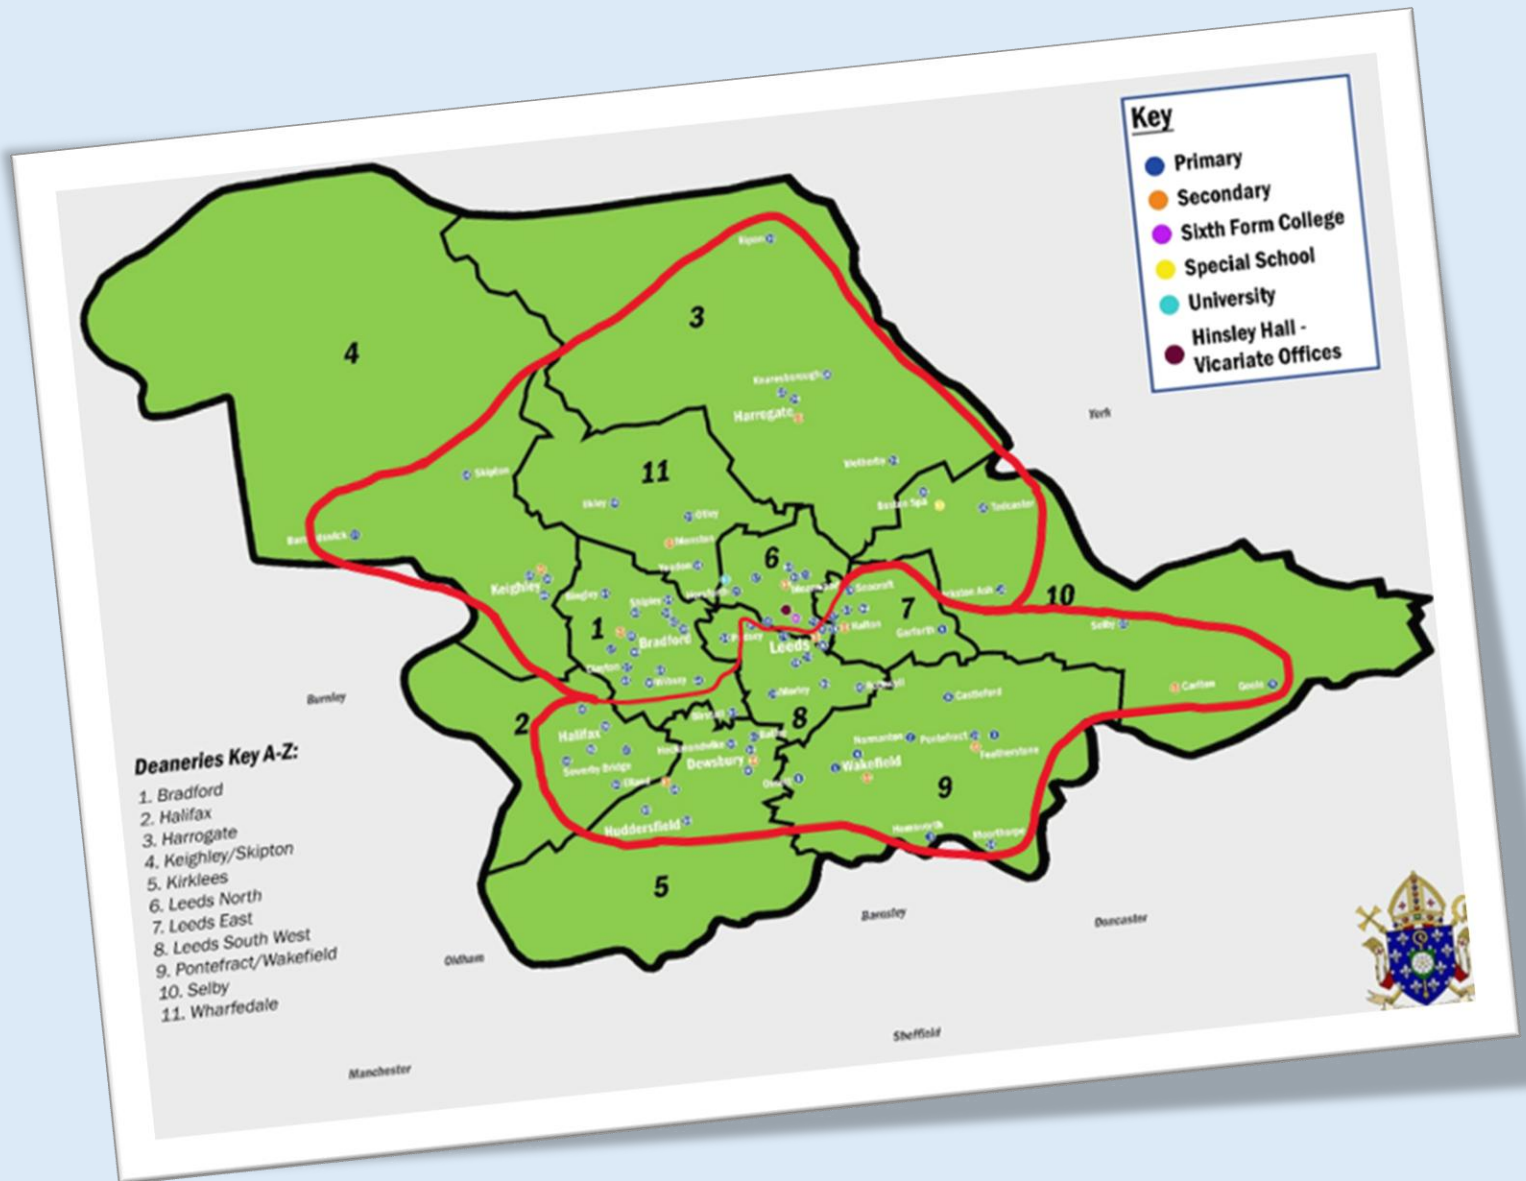 Key
Primary
Secondary
Sixth Form College
Special School
University
Hinsley Hall -
Vicariate Offices
Ripon
3
4
Knaresborough
Harrogate
York
Wetherby
11
Skipton
Ilkley
Otley
Boston Spa
Tadcaster
Menston
6
Yeadon
Keighley
Bingley
Shipley
Horsforth
Seacroft
7
10
1
Bradford
Pudsey
Leeds
Halton
Garforth
Selby
Clayton
Wibsey
Morley
Castleford
Carlton
Goole
Burnley
2
8
Halifax
Batley
Heckmondwike
Normanton
Pontefract
Featherstone
Sowerby Bridge
Dewsbury
Wakefield
Elland
Ossett
9
Huddersfield
Hemsworth
Moorthorpe
5
Barnsley
Doncaster
Oldham
Sheffield
Manchester
Deaneries Key A-Z:
1. Bradford
2. Halifax
3. Harrogate
4. Keighley/Skipton
5. Kirklees
6. Leeds North
7. Leeds East
8. Leeds South West
9. Pontefract/Wakefield
10. Selby
11. Wharfedale